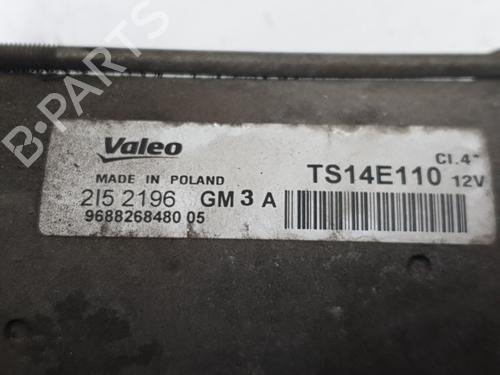 B-PARTS
Valeo
MADE IN POLAND
Cl.4*
TS14E110 12V
2I5 2196 GM 3 A
9688268480 05